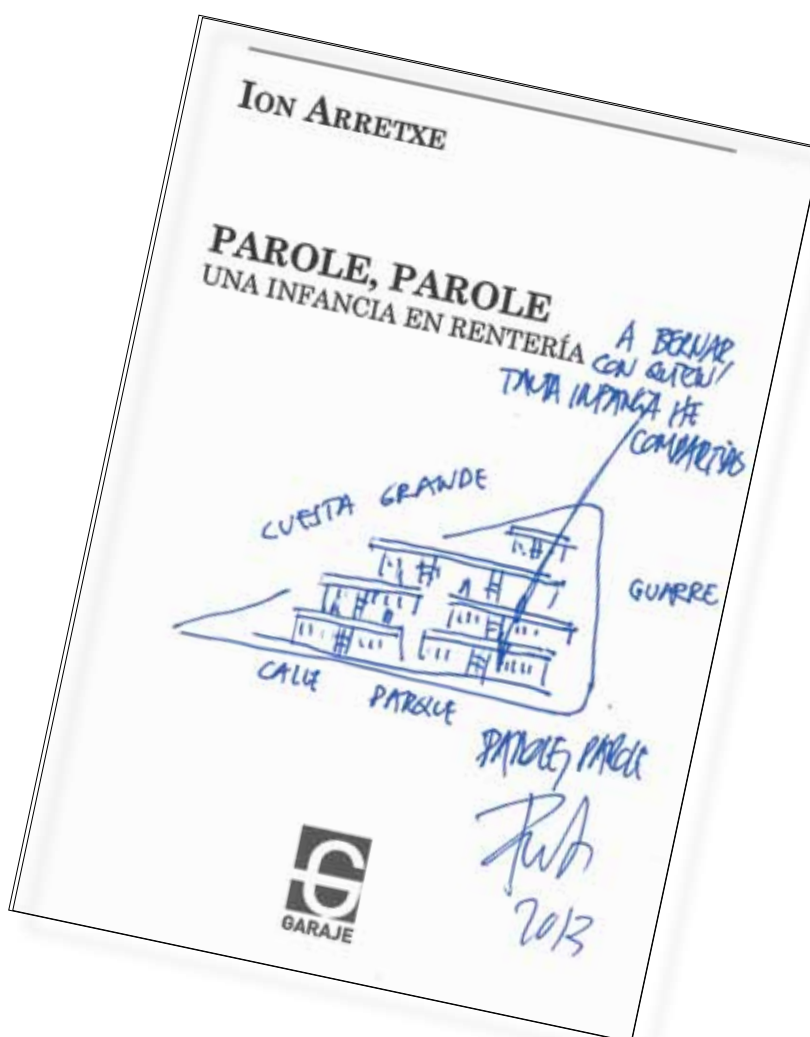 ION ARRETXE
PAROLE, PAROLE
UNA INFANCIA EN RENTERÍA
A BERNAR
CON QUIEN
TANTA INFANCIA HE
COMPARTIDO
CUESTA GRANDE
GUARRE
CALLE PARQUE
PAROLE, PAROLE
2013
G
GARAJE